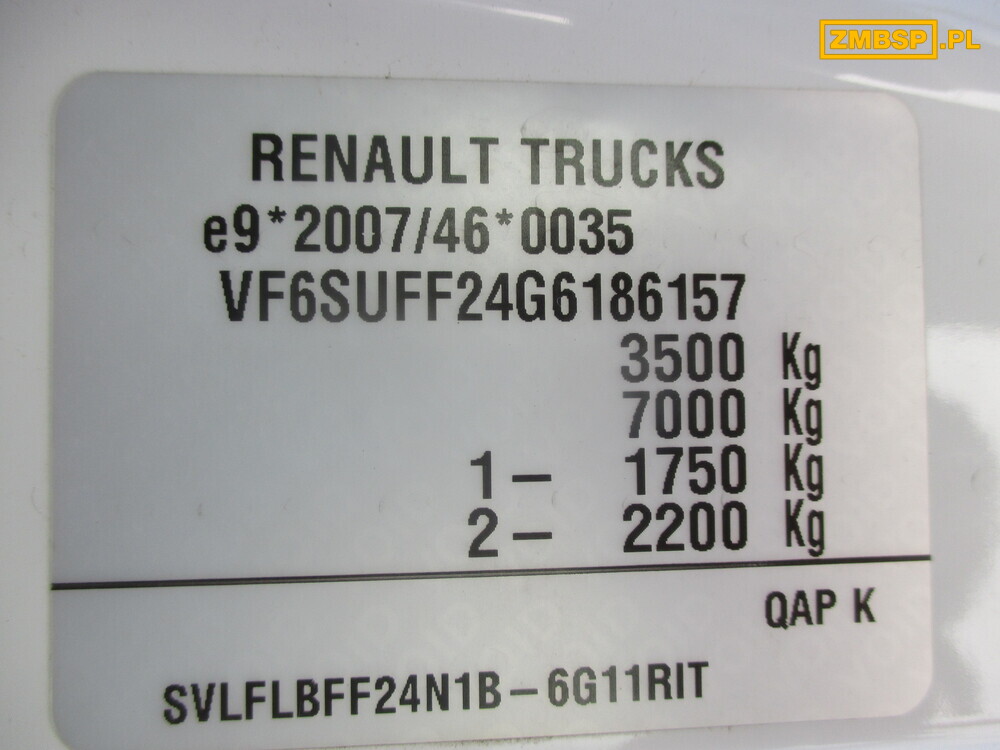 ZMBSP.PL
RENAULT TRUCKS
e9*2007/46*0035
VF6SUFF24G6186157
3500 Kg
7000 Kg
1- 1750 Kg
2- 2200 Kg
QAP K
SVLFLBFF24N1B-6G11RIT